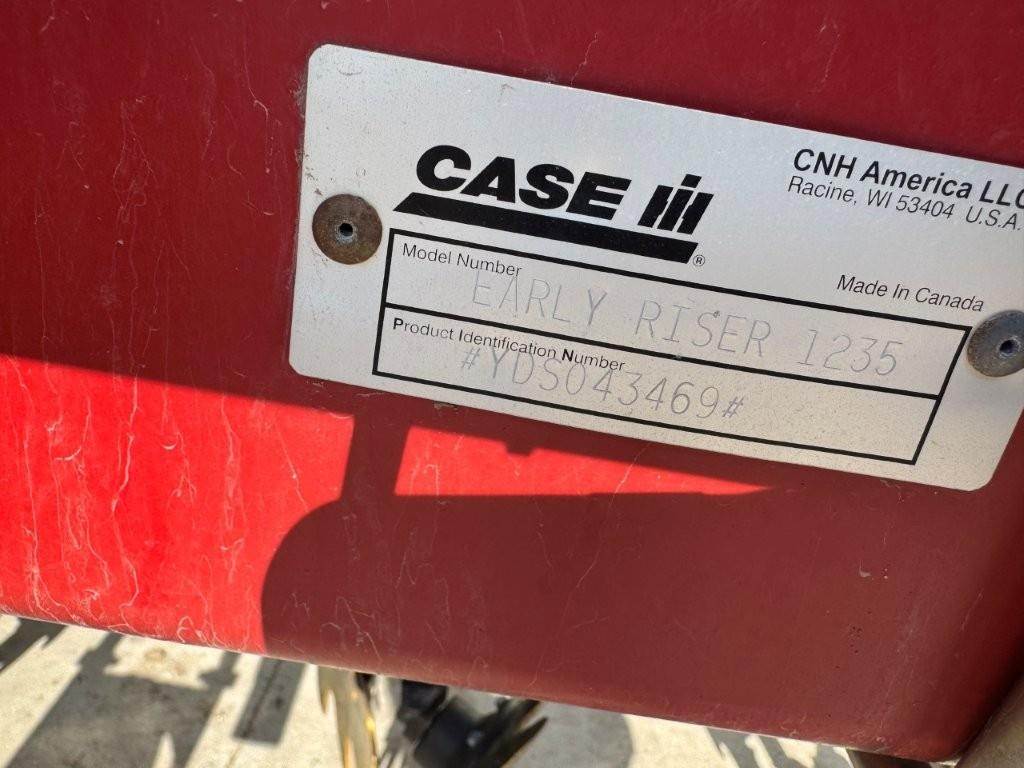 CASE IH®
CNH America LLC
Racine, WI 53404 U.S.A.
Made In Canada
Model Number
EARLY RISER 1235
Product Identification Number
#YDS043469#